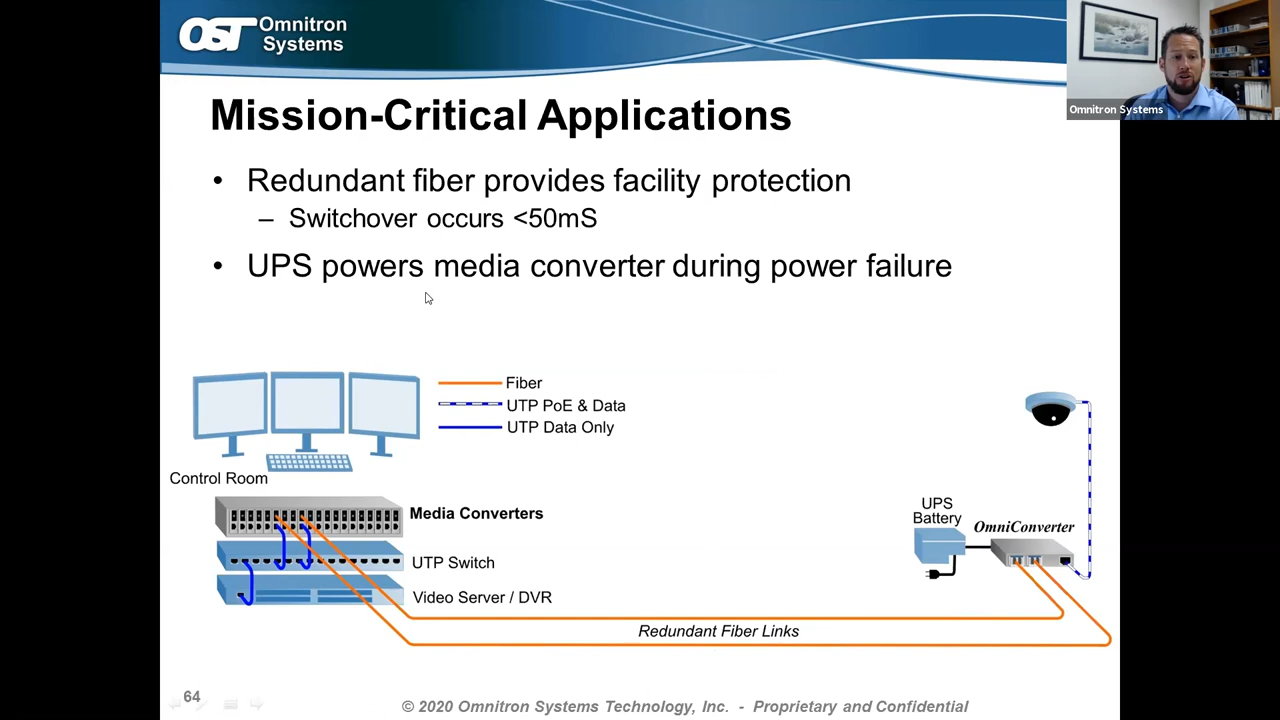 OST Omnitron
Systems
Omnitron Systems
Mission-Critical Applications
• Redundant fiber provides facility protection
– Switchover occurs <50mS
• UPS powers media converter during power failure
Fiber
UTP PoE & Data
UTP Data Only
Control Room
Media Converters
UTP Switch
Video Server / DVR
UPS
Battery
OmniConverter
Redundant Fiber Links
64
© 2020 Omnitron Systems Technology, Inc. - Proprietary and Confidential